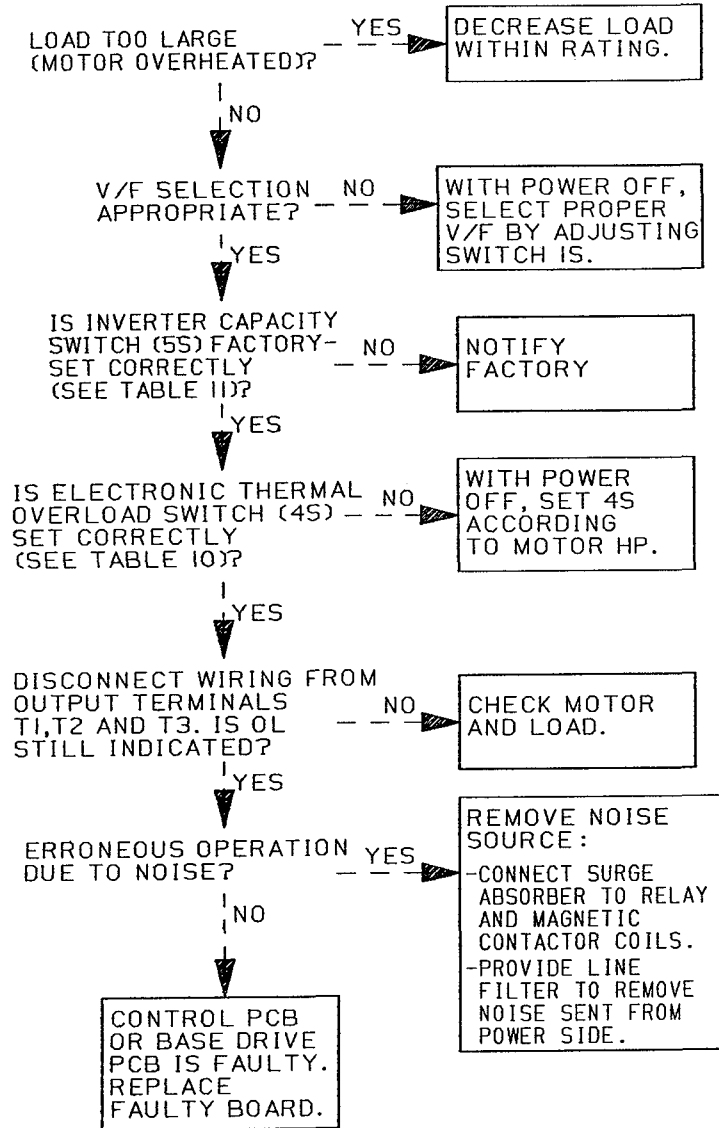 LOAD TOO LARGE
(MOTOR OVERHEATED)?
YES
DECREASE LOAD
WITHIN RATING.
NO
V/F SELECTION
APPROPRIATE?
NO
WITH POWER OFF,
SELECT PROPER
V/F BY ADJUSTING
SWITCH IS.
YES
IS INVERTER CAPACITY
SWITCH (5S) FACTORY-
SET CORRECTLY
(SEE TABLE 11)?
NO
NOTIFY
FACTORY
YES
IS ELECTRONIC THERMAL
OVERLOAD SWITCH (4S)
SET CORRECTLY
(SEE TABLE 10)?
NO
WITH POWER
OFF, SET 4S
ACCORDING
TO MOTOR HP.
YES
DISCONNECT WIRING FROM
OUTPUT TERMINALS
T1,T2 AND T3. IS OL
STILL INDICATED?
NO
CHECK MOTOR
AND LOAD.
YES
ERRONEOUS OPERATION
DUE TO NOISE?
YES
REMOVE NOISE
SOURCE:
-CONNECT SURGE
ABSORBER TO RELAY
AND MAGNETIC
CONTACTOR COILS.
-PROVIDE LINE
FILTER TO REMOVE
NOISE SENT FROM
POWER SIDE.
NO
CONTROL PCB
OR BASE DRIVE
PCB IS FAULTY.
REPLACE
FAULTY BOARD.